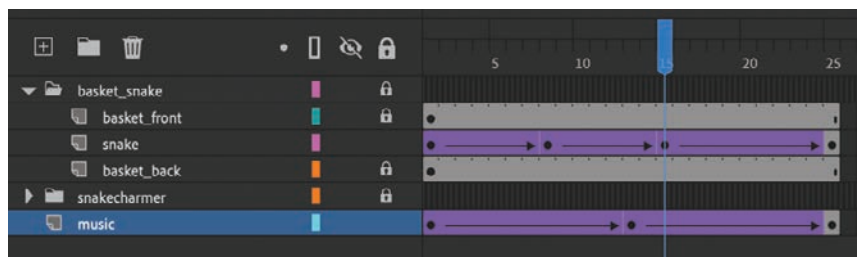 5 10 15 20 25
basket_snake
basket_front
snake
basket_back
snakecharmer
music